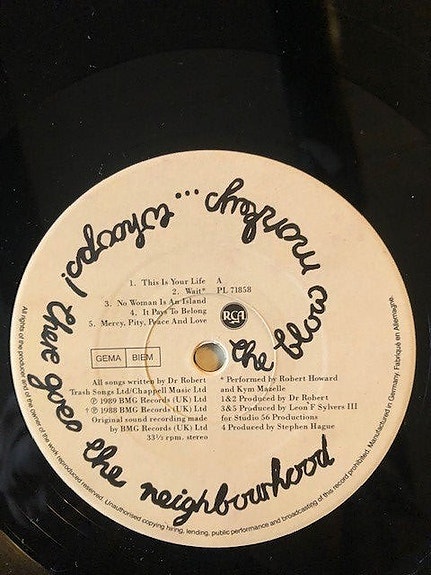 the blow monkeys ... whoops! there goes the neighbourhood
1. This Is Your Life A
2. Wait* PL 71858
3. No Woman Is An Island
4. It Pays To Belong
5. Mercy, Pity, Peace And Love
RCA
GEMA BIEM
All songs written by Dr Robert
Trash Songs Ltd/Chappell Music Ltd
℗ 1989 BMG Records (UK) Ltd
† ℗ 1988 BMG Records (UK) Ltd
Original sound recording made
by BMG Records (UK) Ltd
33⅓ rpm. stereo
* Performed by Robert Howard
and Kym Mazelle
1&2 Produced by Dr Robert
3&5 Produced by Leon F Sylvers III
for Studio 56 Productions
4 Produced by Stephen Hague
All rights of the producer and of the owner of the work reproduced reserved. Unauthorised copying hiring, lending, public performance and broadcasting of this record prohibited. Manufactured in Germany. Fabriqué en Allemagne.